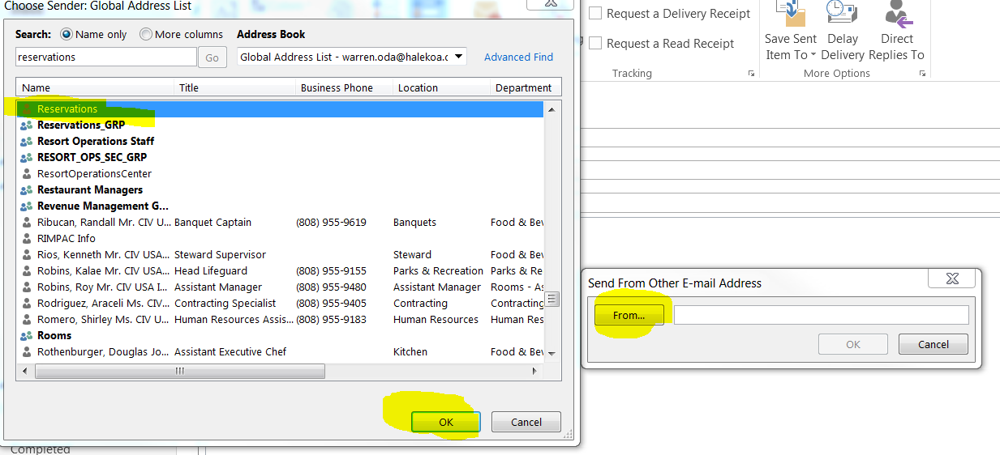 Choose Sender: Global Address List
Search: Name only More columns Address Book
reservations Go Global Address List - warren.oda@halekoa.c Advanced Find
Name Title Business Phone Location Department
Reservations
Reservations_GRP
Resort Operations Staff
RESORT_OPS_SEC_GRP
ResortOperationsCenter
Restaurant Managers
Revenue Management G...
Ribucan, Randall Mr. CIV U... Banquet Captain (808) 955-9619 Banquets Food & Bev
RIMPAC Info
Rios, Kenneth Mr. CIV USA... Steward Supervisor Steward Food & Bev
Robins, Kalae Mr. CIV USA... Head Lifeguard (808) 955-9155 Parks & Recreation Parks & Re
Robins, Roy Mr. CIV USA I... Assistant Manager (808) 955-9480 Assistant Manager Rooms - As
Rodriguez, Araceli Ms. CIV... Contracting Specialist (808) 955-9405 Contracting Contracting
Romero, Shirley Ms. CIV U... Human Resources Assis... (808) 955-9183 Human Resources Human Res
Rooms
Rothenburger, Douglas Jo... Assistant Executive Chef Kitchen Food & Bev
OK Cancel
Completed
Request a Delivery Receipt
Request a Read Receipt
Tracking
Save Sent Item To
Delay Delivery
Direct Replies To
More Options
Send From Other E-mail Address
From...
OK Cancel